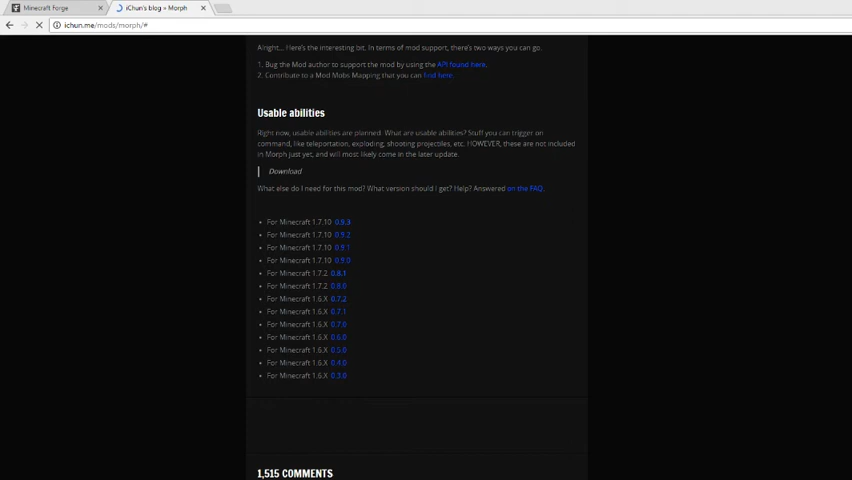 Minecraft Forge
iChun's blog » Morph
ichun.me/mods/morph/#
Alright... Here's the interesting bit. In terms of mod support, there's two ways you can go.
1. Bug the Mod author to support the mod by using the API found here.
2. Contribute to a Mod Mobs Mapping that you can find here.
Usable abilities
Right now, usable abilities are planned. What are usable abilities? Stuff you can trigger on
command, like teleportation, exploding, shooting projectiles, etc. HOWEVER, these are not included
in Morph just yet, and will most likely come in the later update.
Download
What else do I need for this mod? What version should I get? Help? Answered on the FAQ.
• For Minecraft 1.7.10 0.9.3
• For Minecraft 1.7.10 0.9.2
• For Minecraft 1.7.10 0.9.1
• For Minecraft 1.7.10 0.9.0
• For Minecraft 1.7.2 0.8.1
• For Minecraft 1.7.2 0.8.0
• For Minecraft 1.6.X 0.7.2
• For Minecraft 1.6.X 0.7.1
• For Minecraft 1.6.X 0.7.0
• For Minecraft 1.6.X 0.6.0
• For Minecraft 1.6.X 0.5.0
• For Minecraft 1.6.X 0.4.0
• For Minecraft 1.6.X 0.3.0
1,515 COMMENTS